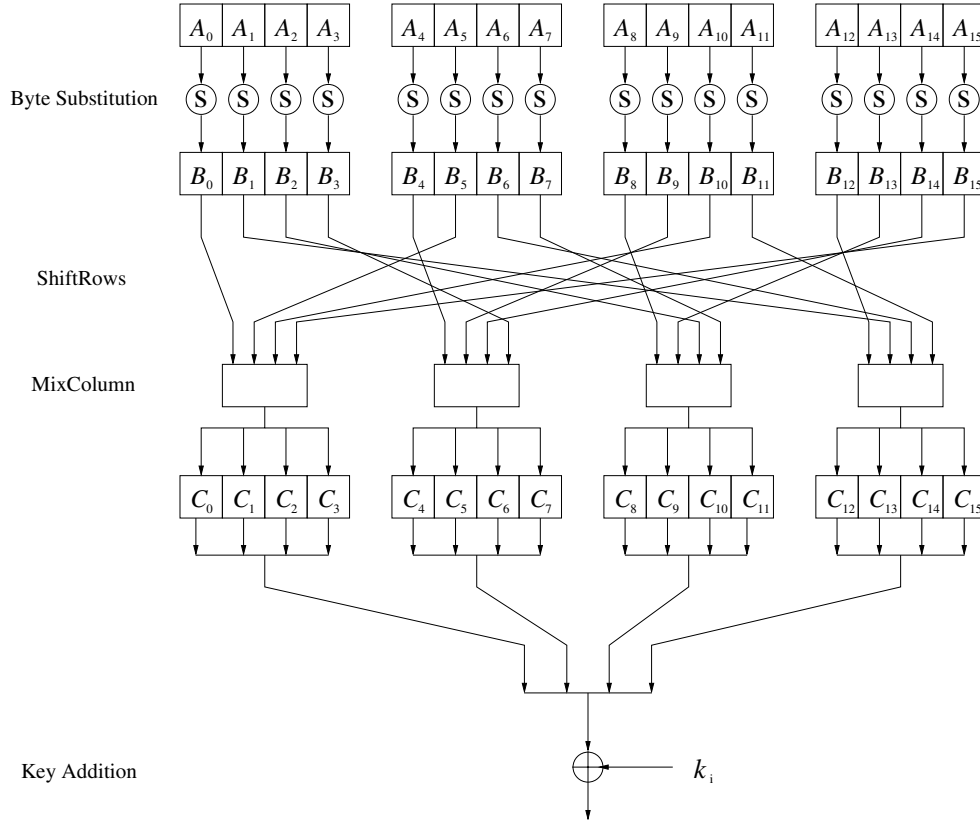 A0 A1 A2 A3 A4 A5 A6 A7 A8 A9 A10 A11 A12 A13 A14 A15
Byte Substitution S S S S S S S S S S S S S S S S
B0 B1 B2 B3 B4 B5 B6 B7 B8 B9 B10 B11 B12 B13 B14 B15
ShiftRows
MixColumn
C0 C1 C2 C3 C4 C5 C6 C7 C8 C9 C10 C11 C12 C13 C14 C15
Key Addition ki